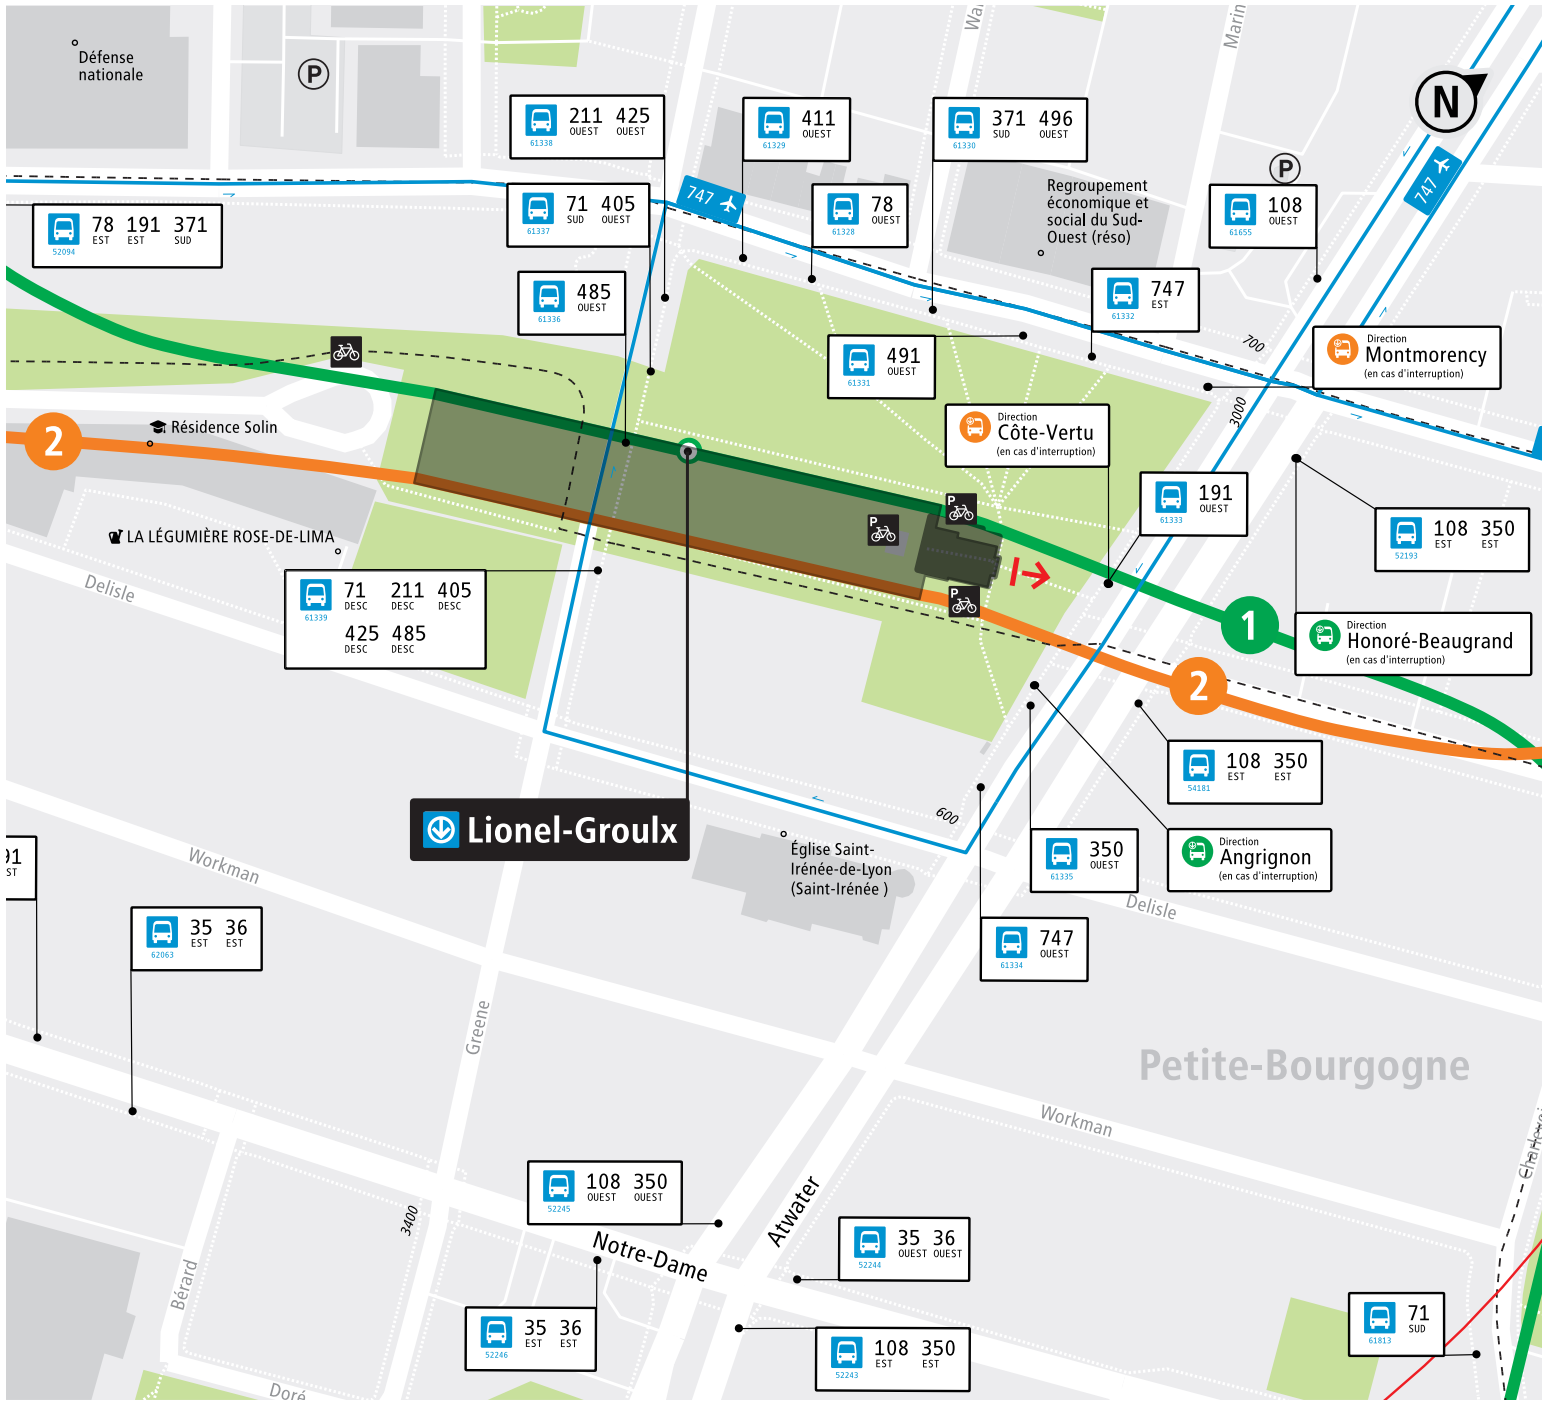 Défense
nationale
P
211 425
OUEST OUEST
61338
411
OUEST
61329
371 496
SUD OUEST
61330
N
747
P
78 191 371
EST EST SUD
52094
71 405
SUD OUEST
61337
747
78
OUEST
61328
Regroupement
économique et
social du Sud-
Ouest (réso)
108
OUEST
61655
485
OUEST
61336
747
EST
61332
491
OUEST
61331
700
Direction
Montmorency
(en cas d'interruption)
3000
2
Résidence Solin
Direction
Côte-Vertu
(en cas d'interruption)
191
OUEST
61333
P
P
P
108 350
EST EST
52193
LA LÉGUMIÈRE ROSE-DE-LIMA
Delisle
71 211 405
DESC DESC DESC
425 485
DESC DESC
61339
1
Direction
Honoré-Beaugrand
(en cas d'interruption)
2
108 350
EST EST
54181
Lionel-Groulx
600
Église Saint-
Irénée-de-Lyon
(Saint-Irénée )
350
OUEST
61335
Direction
Angrignon
(en cas d'interruption)
Workman
Delisle
35 36
EST EST
62063
747
OUEST
61334
Greene
Petite-Bourgogne
Workman
108 350
OUEST OUEST
52245
Atwater
3400
Notre-Dame
35 36
OUEST OUEST
52244
Bérard
35 36
EST EST
52246
108 350
EST EST
52243
71
SUD
61813
Doré